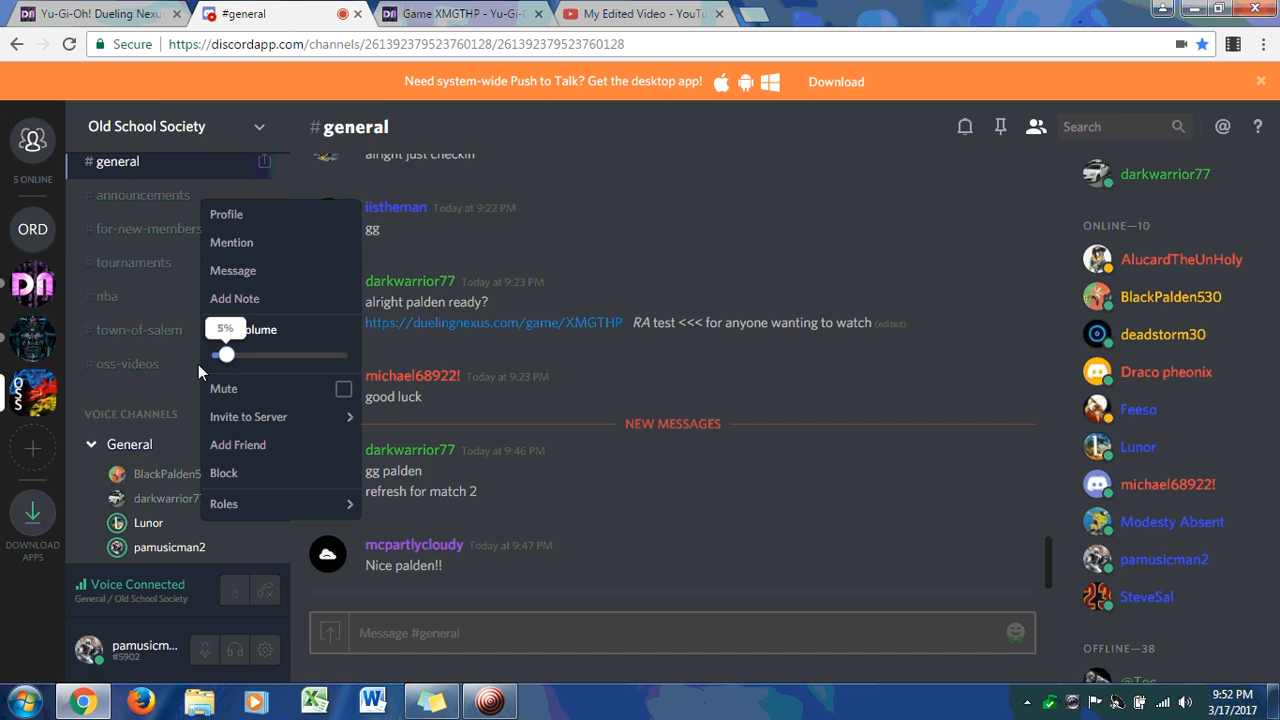 Yu-Gi-Oh! Dueling Nexu
#general
Game XMGTHP - Yu-Gi-O
My Edited Video - YouTu
Secure
https://discordapp.com/channels/261392379523760128/261392379523760128
Need system-wide Push to Talk? Get the desktop app!
Download
Old School Society
#general
Search
@
?
5 ONLINE
ORD
# general
# announcements
# for-new-members
# tournaments
# nba
# town-of-salem
# oss-videos
VOICE CHANNELS
General
BlackPalden5
darkwarrior77
Lunor
pamusicman2
DOWNLOAD
APPS
Voice Connected
General / Old School Society
pamusicm...
#5902
Profile
Mention
Message
Add Note
5%
olume
Mute
Invite to Server
Add Friend
Block
Roles
alright just checkin
iistheman Today at 9:22 PM
gg
darkwarrior77 Today at 9:23 PM
alright palden ready?
https://duelingnexus.com/game/XMGTHP RA test <<< for anyone wanting to watch (edited)
michael68922! Today at 9:23 PM
good luck
NEW MESSAGES
darkwarrior77 Today at 9:46 PM
gg palden
refresh for match 2
mcpartlycloudy Today at 9:47 PM
Nice palden!!
Message #general
darkwarrior77
ONLINE—10
AlucardTheUnHoly
BlackPalden530
deadstorm30
Draco pheonix
Feeso
Lunor
michael68922!
Modesty Absent
pamusicman2
SteveSal
OFFLINE—38
9:52 PM
3/17/2017